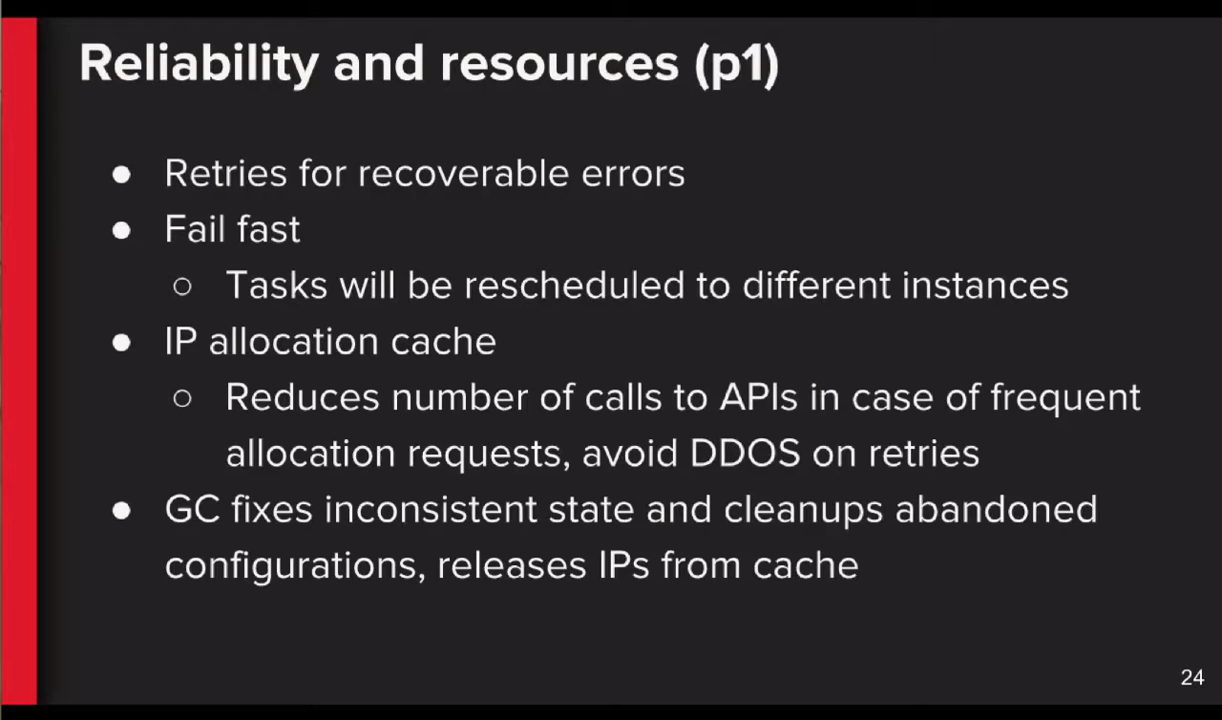 Reliability and resources (p1)
● Retries for recoverable errors
● Fail fast
○ Tasks will be rescheduled to different instances
● IP allocation cache
○ Reduces number of calls to APIs in case of frequent
allocation requests, avoid DDOS on retries
● GC fixes inconsistent state and cleanups abandoned
configurations, releases IPs from cache
24